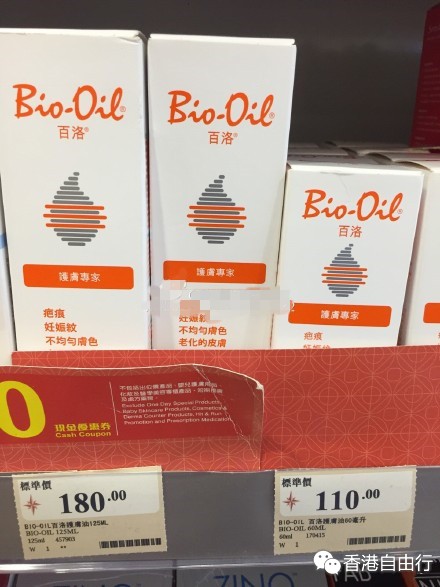 Bio-Oil®
百洛®
護膚專家
疤痕
妊娠紋
不均勻膚色
Bio-Oil®
百洛®
護膚專家
妊娠紋
不均勻膚色
老化的皮膚
Bio-Oil®
百洛®
護膚專家
疤痕
妊娠紋
0
現金優惠券
Cash Coupon
Exclude One Day Special Products,
Baby Skincare Products, Cosmetics &
Derma Counter Products, Hit & Run
Promotion and Prescription Medication
標準價
180.00
BIO-OIL 百洛護膚油125ML
BIO-OIL 125ML
125ml 457903
W 1 **
標準價
110.00
BIO-OIL 百洛護膚油60毫升
BIO-OIL 60ML
60ml 170415
W 1
ZINO
香港自由行